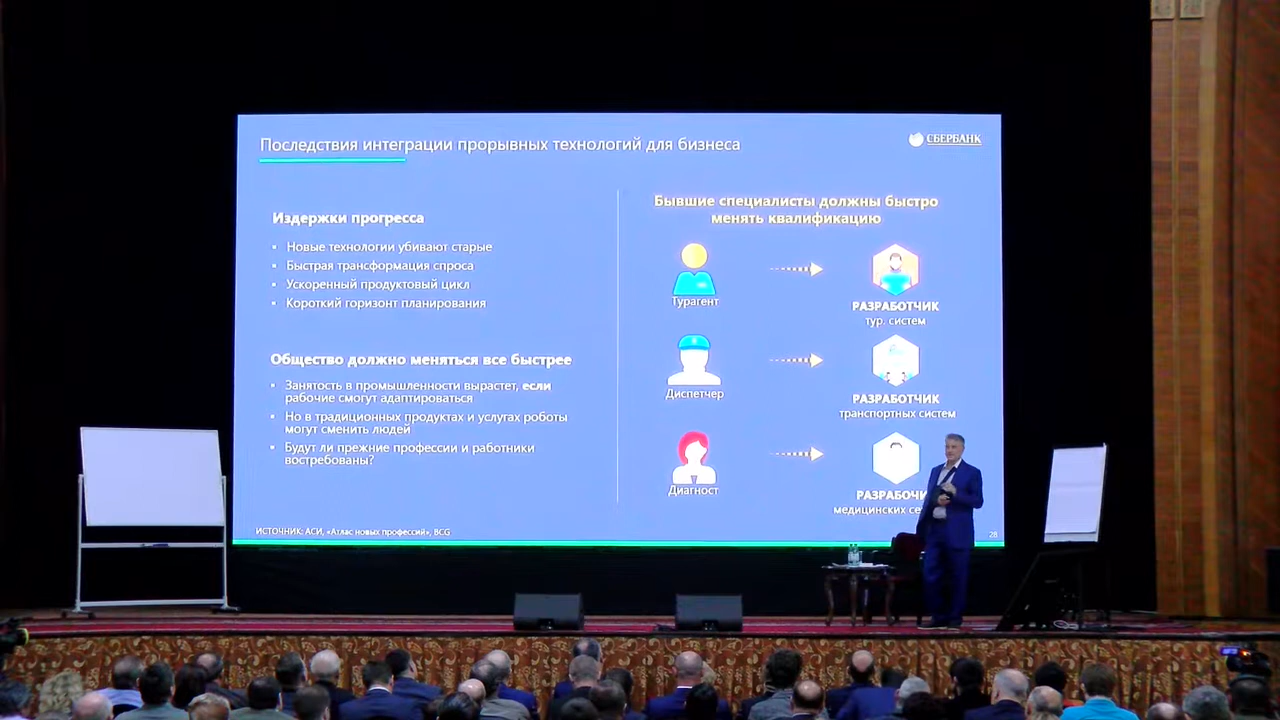 Последствия интеграции прорывных технологий для бизнеса
СБЕРБАНК
Издержки прогресса
Новые технологии убивают старые
Быстрая трансформация спроса
Ускоренный продуктовый цикл
Короткий горизонт планирования
Общество должно меняться все быстрее
Занятость в промышленности вырастет, если
рабочие смогут адаптироваться
Но в традиционных продуктах и услугах роботы
могут сменить людей
Будут ли прежние профессии и работники
востребованы?
ИСТОЧНИК: АСИ, «Атлас новых профессий», BCG
Бывшие специалисты должны быстро
менять квалификацию
Турагент
РАЗРАБОТЧИК
тур. систем
Диспетчер
РАЗРАБОТЧИК
транспортных систем
Диагност
РАЗРАБОЧИ
медицинских се
28